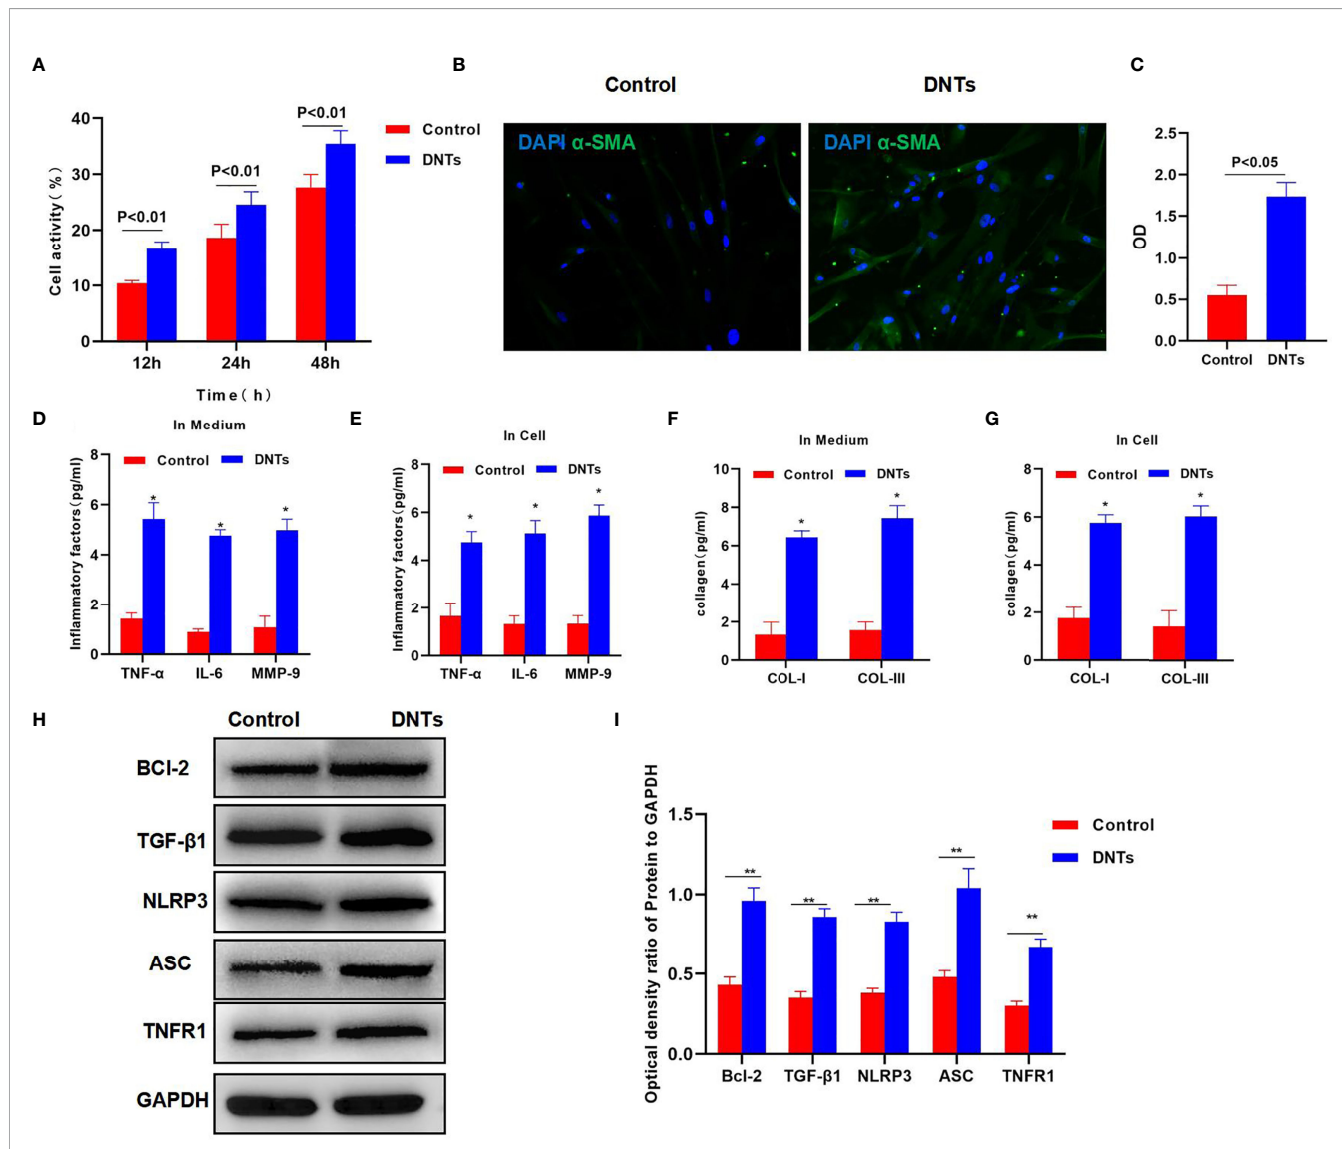 A
40
30
20
10
0
Cell activity( %)
P<0.01
P<0.01
P<0.01
Control
DNTs
12h 24h 48h
Time( h)
B
Control DNTs
DAPI α-SMA
DAPI α-SMA
C
2.5
2.0
1.5
1.0
0.5
0.0
OD
P<0.05
Control DNTs
D
In Medium
Control DNTs
8
6
4
2
0
Inflammatory factors(pg/ml)
* * *
TNF-α IL-6 MMP-9
E
In Cell
Control DNTs
8
6
4
2
0
Inflammatory factors(pg/ml)
* * *
TNF-α IL-6 MMP-9
F
In Medium
Control DNTs
10
8
6
4
2
0
collagen(pg/ml)
* *
COL-I COL-III
G
In Cell
Control DNTs
8
6
4
2
0
collagen(pg/ml)
* *
COL-I COL-III
H
Control DNTs
BCI-2
TGF-β1
NLRP3
ASC
TNFR1
GAPDH
I
Optical density ratio of Protein to GAPDH
1.5
1.0
0.5
0.0
** ** ** ** **
Control
DNTs
Bcl-2 TGF-β1 NLRP3 ASC TNFR1